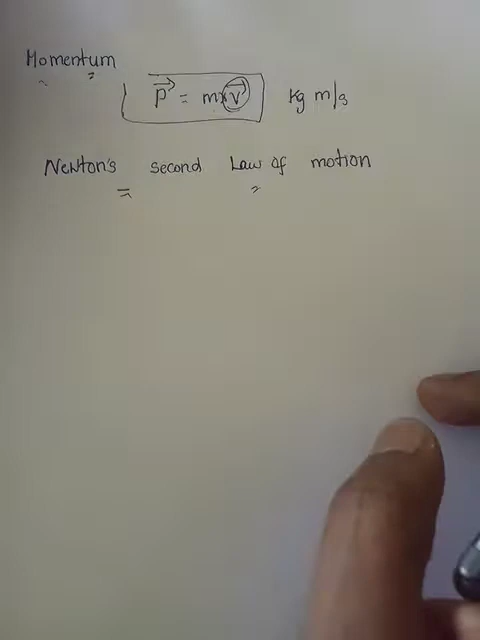 Momentum
p⃗ = m×v⃗ kg m/s
Newton's second Law of motion